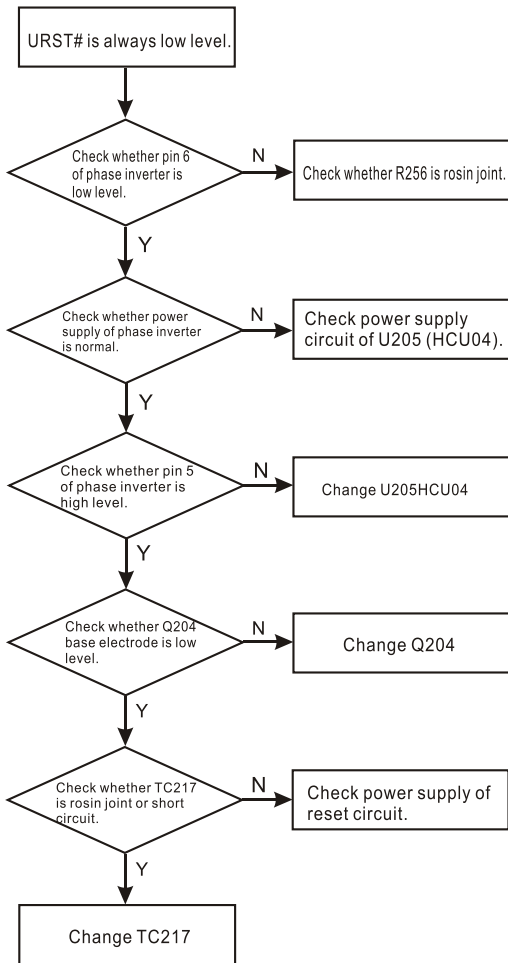 URST# is always low level.
Check whether pin 6
of phase inverter is
low level.
N
Check whether R256 is rosin joint.
Y
Check whether power
supply of phase inverter
is normal.
N
Check power supply
circuit of U205 (HCU04).
Y
Check whether pin 5
of phase inverter is
high level.
N
Change U205HCU04
Y
Check whether Q204
base electrode is low
level.
N
Change Q204
Y
Check whether TC217
is rosin joint or short
circuit.
N
Check power supply of
reset circuit.
Y
Change TC217